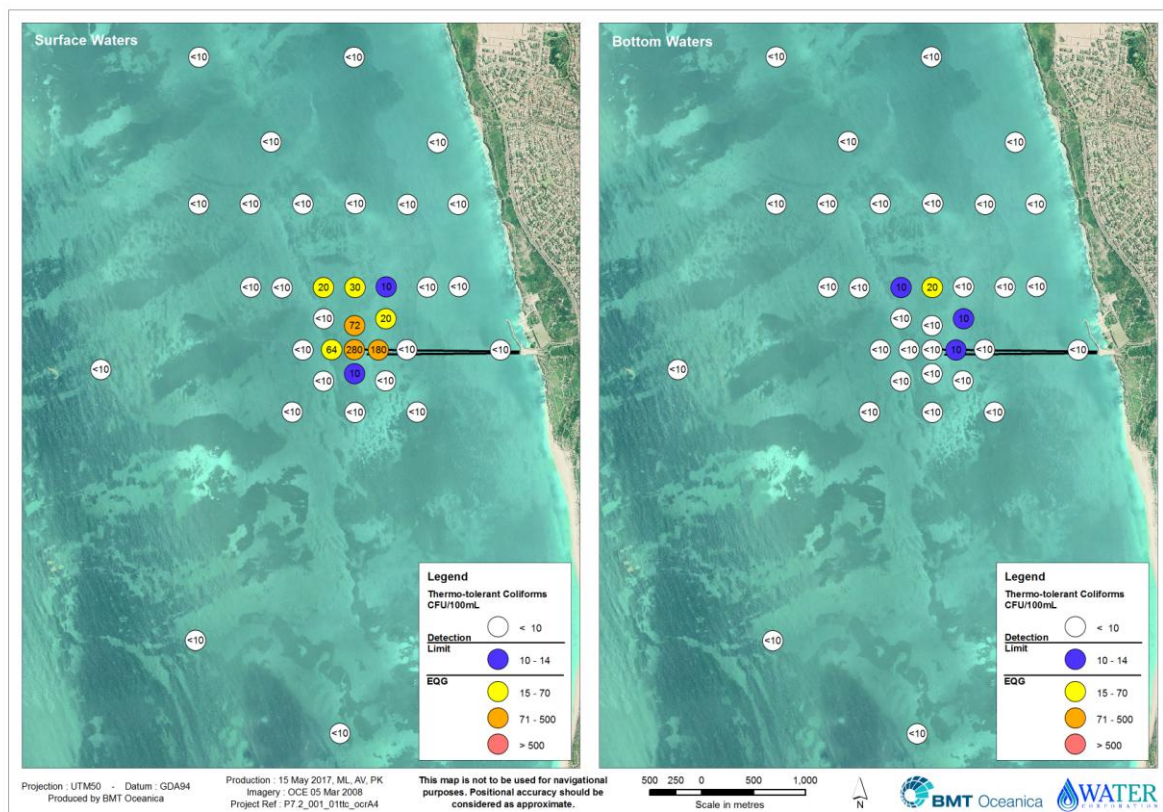 Surface Waters
<10 <10
<10 <10
<10 <10 <10 <10 <10 <10
<10 <10 20 30 10 <10 <10
<10 72 20
<10 64 280 180 <10 <10
<10
<10 10 <10
<10 <10 <10
<10
<10
Legend
Thermo-tolerant Coliforms
CFU/100mL
< 10
Detection
Limit
10 - 14
EQG
15 - 70
71 - 500
> 500
Bottom Waters
<10 <10
<10 <10
<10 <10 <10 <10 <10 <10
<10 <10 10 20 <10 <10 <10
<10 <10 10
<10 <10 <10 10 <10 <10
<10
<10 <10 <10
<10 <10 <10
<10
<10
Legend
Thermo-tolerant Coliforms
CFU/100mL
< 10
Detection
Limit
10 - 14
EQG
15 - 70
71 - 500
> 500
Projection : UTM50 - Datum : GDA94
Produced by BMT Oceanica
Production : 15 May 2017, ML, AV, PK
Imagery : OCE 05 Mar 2008
Project Ref : P7.2_001_01ttc_ocrA4
This map is not to be used for navigational
purposes. Positional accuracy should be
considered as approximate.
500 250 0 500 1,000
Scale in metres
N
BMT Oceanica
WATER
CORPORATION